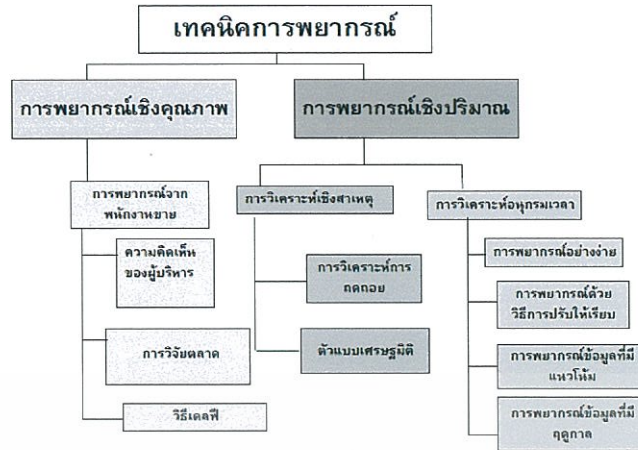 เทคนิคการพยากรณ์
การพยากรณ์เชิงคุณภาพ
การพยากรณ์เชิงปริมาณ
การพยากรณ์จาก
พนักงานขาย
ความคิดเห็น
ของผู้บริหาร
การวิจัยตลาด
วิธีเดลฟี
การวิเคราะห์เชิงสาเหตุ
การวิเคราะห์การ
ถดถอย
ตัวแบบเศรษฐมิติ
การวิเคราะห์อนุกรมเวลา
การพยากรณ์อย่างง่าย
การพยากรณ์ด้วย
วิธีการปรับให้เรียบ
การพยากรณ์ข้อมูลที่มี
แนวโน้ม
การพยากรณ์ข้อมูลที่มี
ฤดูกาล